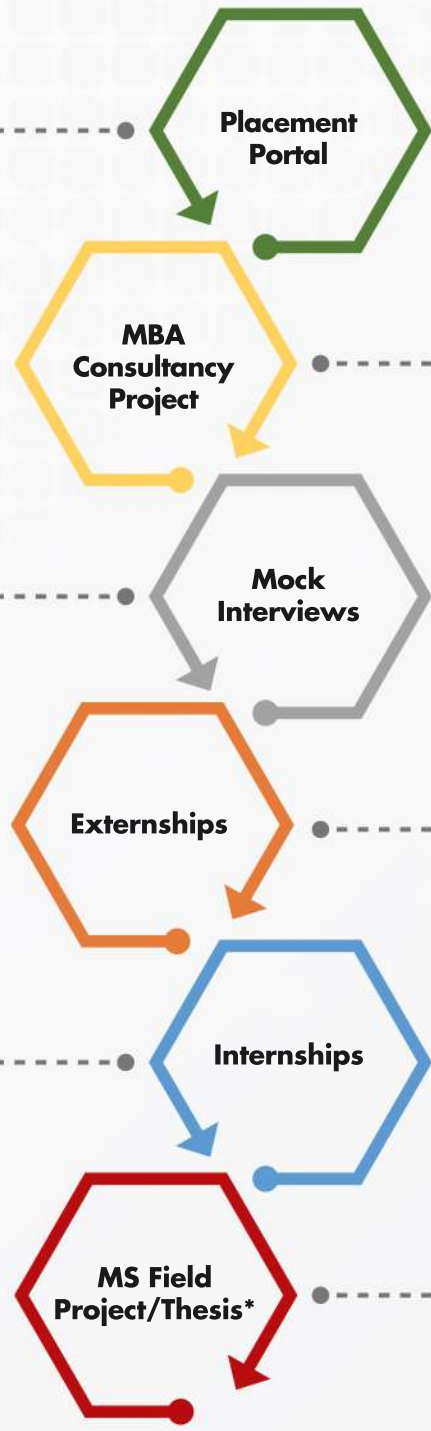 Placement
Portal
MBA
Consultancy
Project
Mock
Interviews
Externships
Internships
MS Field
Project/Thesis*